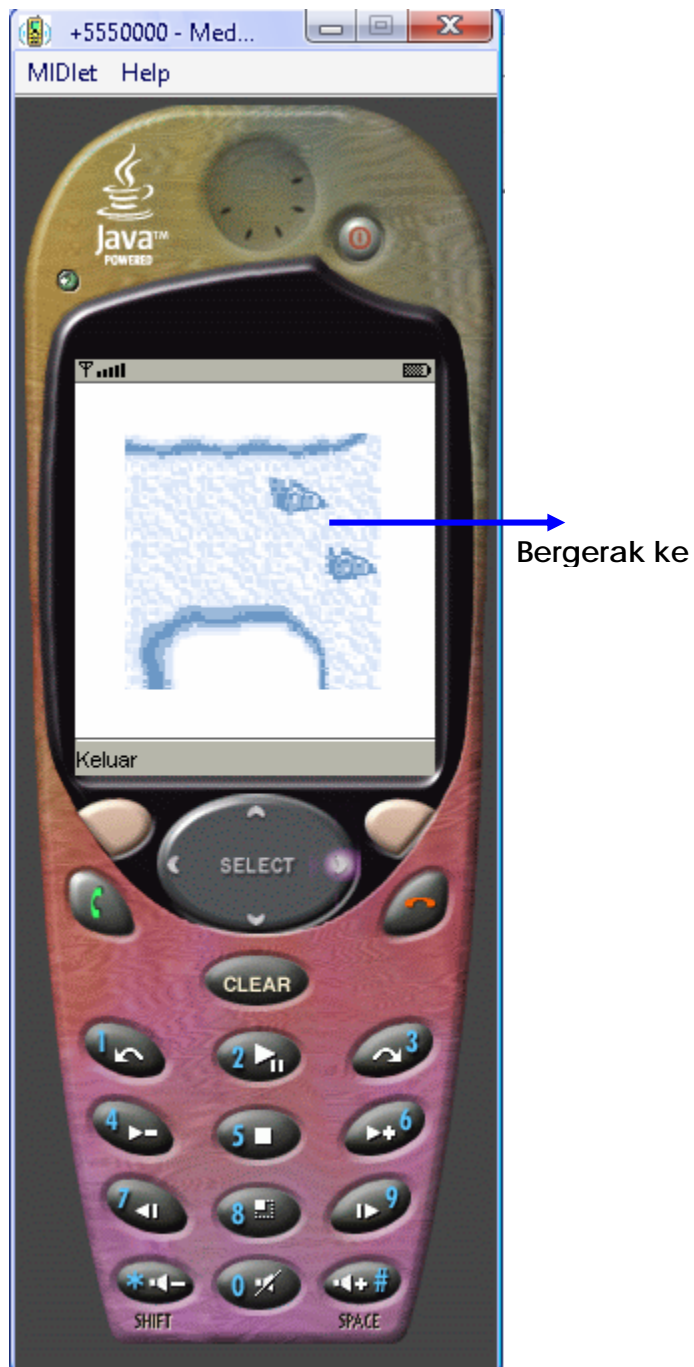 +5550000 - Med...
MIDlet Help
Java™
POWERED
Bergerak ke
Keluar
SELECT
CLEAR
1 2 3
4 5 6
7 8 9
* 0 #
SHIFT SPACE